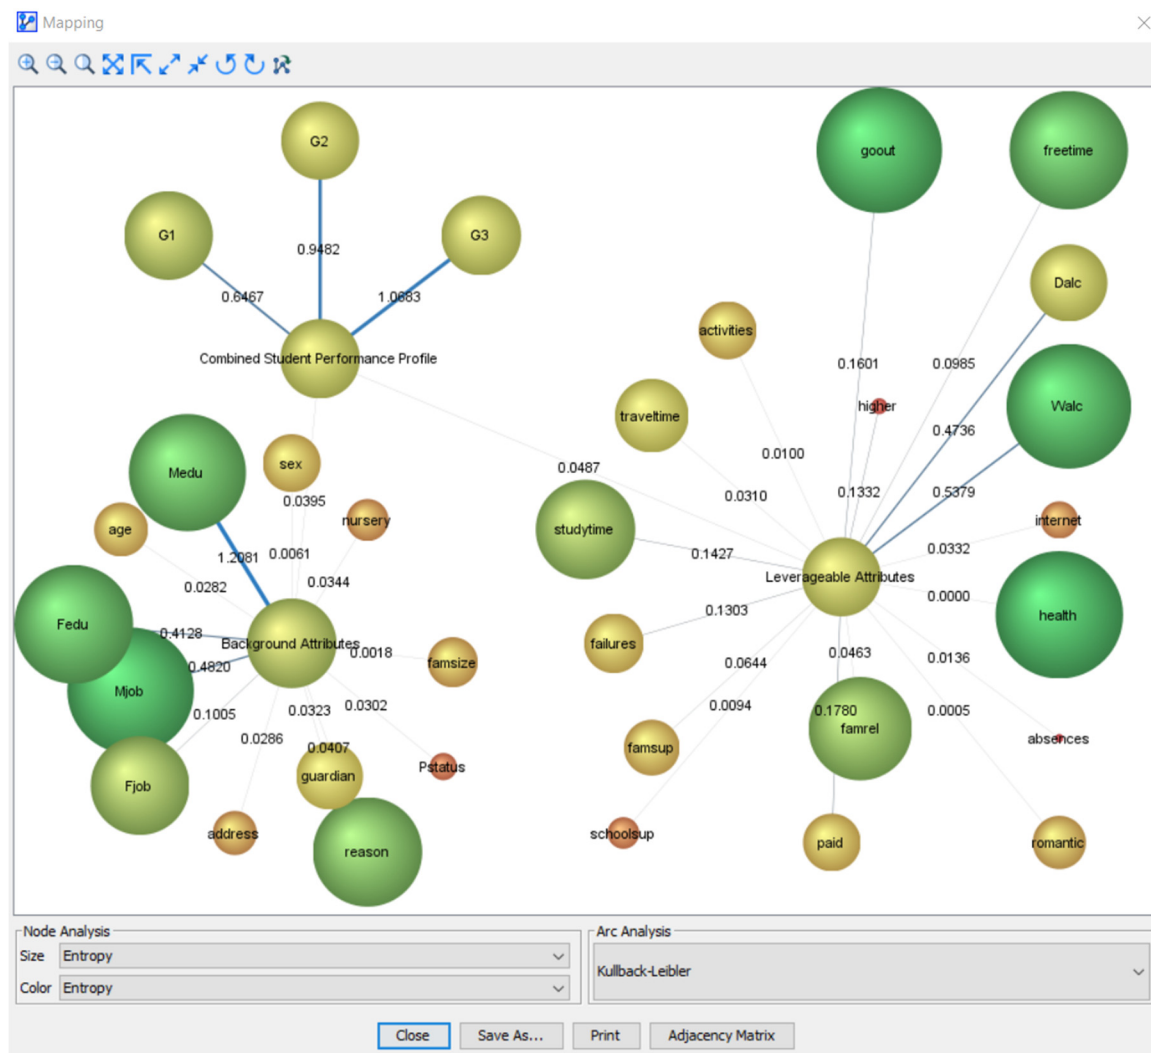 Mapping
G2
goout
freetime
G1
G3
0.9482
Dalc
0.6467
1.0683
activities
Combined Student Performance Profile
0.1601
0.0985
higher
Walc
traveltime
0.4736
sex
0.0100
Medu
0.0487
0.5379
0.1332
0.0310
0.0395
nursery
internet
age
studytime
1.2081
0.0061
0.1427
0.0332
0.0344
Leverageable Attributes
0.0282
0.0000
0.1303
health
Fedu
0.4128
Background Attributes
failures
0.0018
0.0463
0.0136
famsize
0.0644
0.4820
Mjob
0.0302
0.0094
0.1005
0.0323
0.1780
0.0005
famrel
0.0286
0.0407
famsup
absences
Pstatus
guardian
Fjob
address
schoolsup
paid
romantic
reason
Node Analysis
Size
Entropy
Color
Entropy
Arc Analysis
Kullback-Leibler
Close
Save As...
Print
Adjacency Matrix